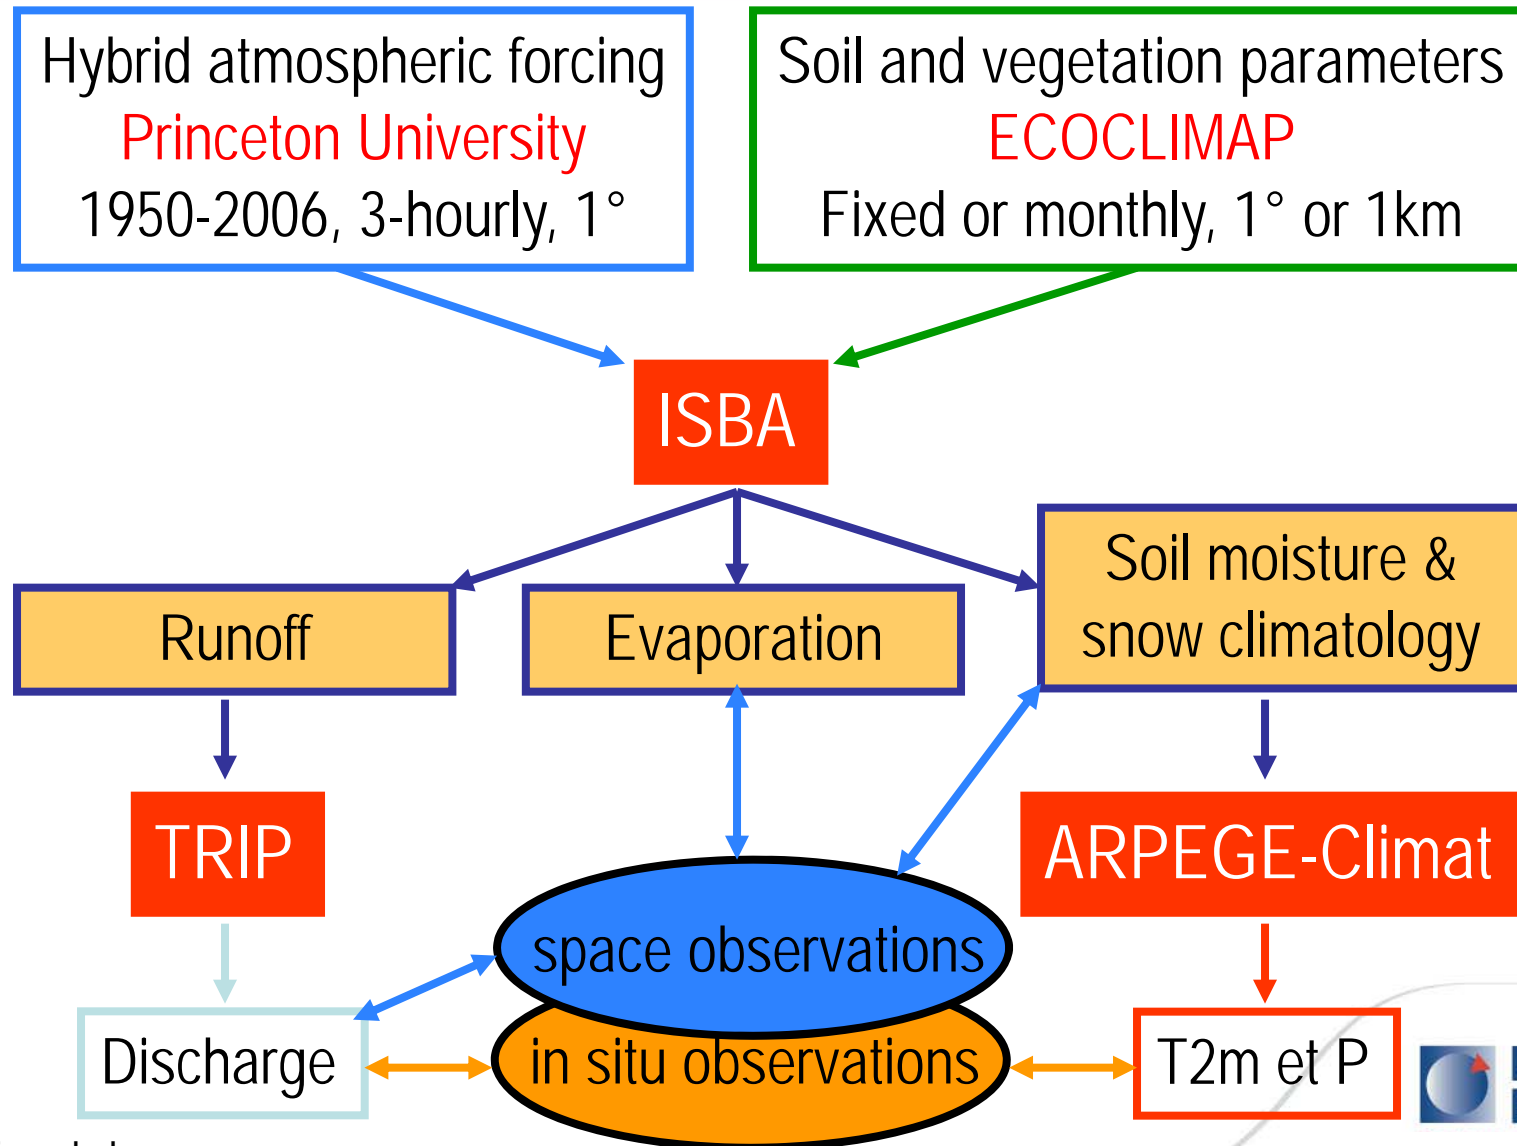 Hybrid atmospheric forcing
Princeton University
1950-2006, 3-hourly, 1°
Soil and vegetation parameters
ECOCLIMAP
Fixed or monthly, 1° or 1km
ISBA
Runoff
Evaporation
Soil moisture &
snow climatology
TRIP
ARPEGE-Climat
space observations
in situ observations
Discharge
T2m et P